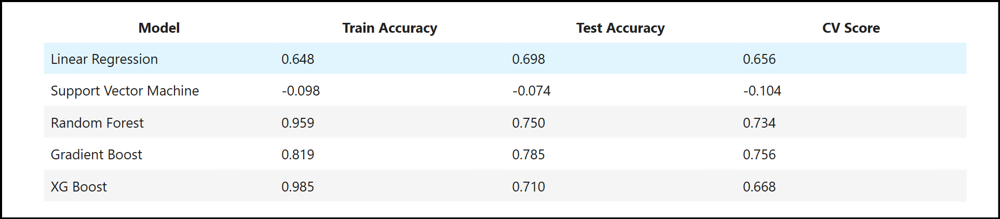 Model Train Accuracy Test Accuracy CV Score
Linear Regression 0.648 0.698 0.656
Support Vector Machine -0.098 -0.074 -0.104
Random Forest 0.959 0.750 0.734
Gradient Boost 0.819 0.785 0.756
XG Boost 0.985 0.710 0.668